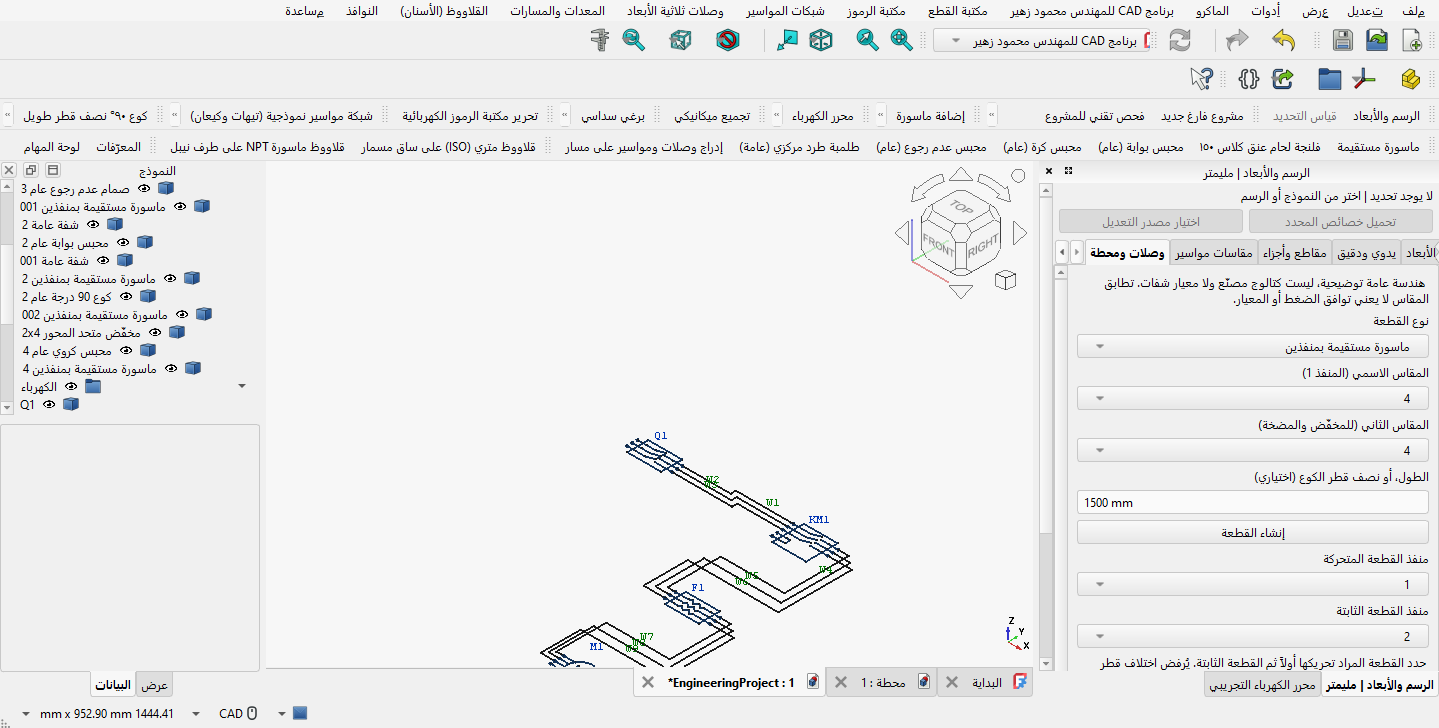 ملف تعديل عرض أدوات الماكرو برنامج CAD للمهندس محمود زهير مكتبة القطع مكتبة الرموز شبكات المواسير وصلات ثلاثية الأبعاد المعدات والمسارات القلاووظ (الأسنان) النوافذ مساعدة
برنامج CAD للمهندس محمود زهير
الرسم والأبعاد قياس التحديد مشروع فارغ جديد فحص تقني للمشروع » إضافة ماسورة » محرر الكهرباء » تجميع ميكانيكي برغي سداسي » تحرير مكتبة الرموز الكهربائية شبكة مواسير نموذجية (تيهات وكيعان) » كوع ٩٠° نصف قطر طويل »
ماسورة مستقيمة فلنجة لحام عنق كلاس ١٥٠ محبس بوابة (عام) محبس كرة (عام) محبس عدم رجوع (عام) طلمبة طرد مركزي (عامة) إدراج وصلات ومواسير على مسار قلاووظ متري (ISO) على ساق مسمار قلاووظ ماسورة NPT على طرف نيبل المعرّفات لوحة المهام
الرسم والأبعاد | مليمتر
لا يوجد تحديد | اختر من النموذج أو الرسم
تحميل خصائص المحدد اختيار مصدر التعديل
الأبعاد يدوي ودقيق مقاطع وأجزاء مقاسات مواسير وصلات ومحطة
هندسة عامة توضيحية، ليست كتالوج مصنّع ولا معيار شفات. تطابق
المقاس لا يعني توافق الضغط أو المعيار.
نوع القطعة
ماسورة مستقيمة بمنفذين
المقاس الاسمي (المنفذ 1)
4
المقاس الثاني (للمخفّض والمضخة)
4
الطول، أو نصف قطر الكوع (اختياري)
1500 mm
إنشاء القطعة
منفذ القطعة المتحركة
1
منفذ القطعة الثابتة
2
حدد القطعة المراد تحريكها أولاً ثم القطعة الثابتة. يُرفض اختلاف قطر
الرسم والأبعاد | مليمتر محرر الكهرباء التجريبي
TOP
FRONT
RIGHT
Q1
W2
W1
KM1
W4
W5
W6
F1
W7
W8
W9
M1
Z
Y
X
البداية محطة : 1 EngineeringProject : 1*
النموذج
صمام عدم رجوع عام 3
ماسورة مستقيمة بمنفذين 001
شفة عامة 2
محبس بوابة عام 2
شفة عامة 001
ماسورة مستقيمة بمنفذين 2
كوع 90 درجة عام 2
ماسورة مستقيمة بمنفذين 002
مخفّض متحد المحور 2x4
محبس كروي عام 4
ماسورة مستقيمة بمنفذين 4
الكهرباء
Q1
عرض البيانات
CAD
mm x 952.90 mm 1444.41